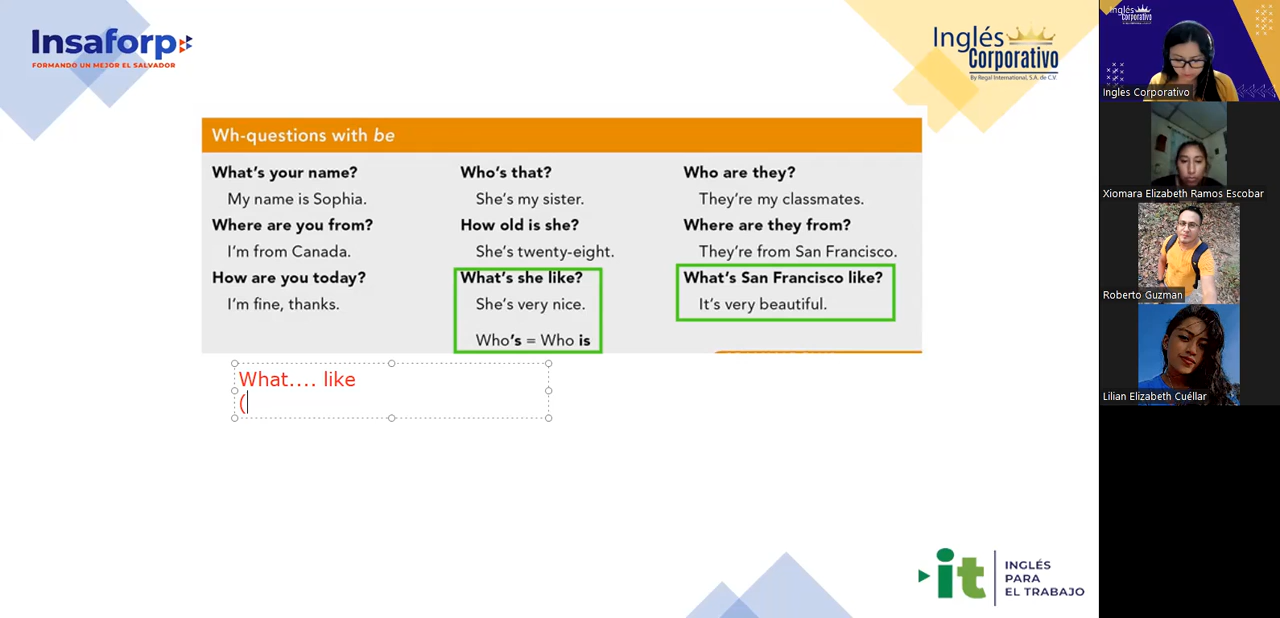 Insaforp
FORMANDO UN MEJOR EL SALVADOR
Inglés
Corporativo
By Regal International, S.A. de C.V.
Wh-questions with be
What's your name?
My name is Sophia.
Where are you from?
I'm from Canada.
How are you today?
I'm fine, thanks.
Who's that?
She's my sister.
How old is she?
She's twenty-eight.
What's she like?
She's very nice.
Who's = Who is
Who are they?
They're my classmates.
Where are they from?
They're from San Francisco.
What's San Francisco like?
It's very beautiful.
What.... like
(
it
INGLÉS
PARA
EL TRABAJO
Inglés
Corporativo
Ingles Corporativo
Xiomara Elizabeth Ramos Escobar
Roberto Guzman
Lilian Elizabeth Cuéllar